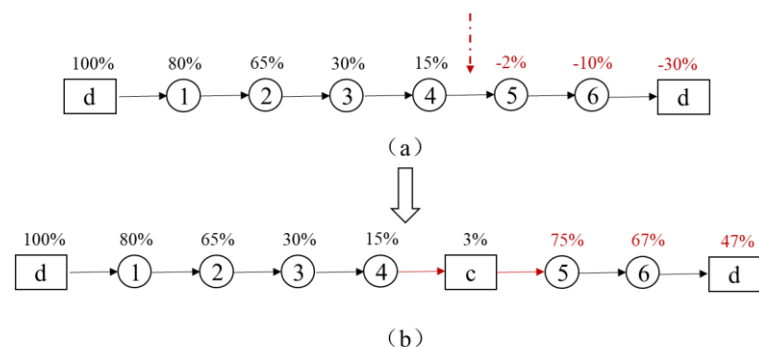 100% 80% 65% 30% 15% -2% -10% -30%
d 1 2 3 4 5 6 d
（a）
100% 80% 65% 30% 15% 3% 75% 67% 47%
d 1 2 3 4 c 5 6 d
（b）